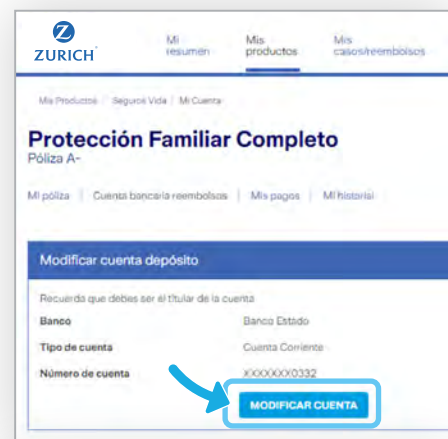 ZURICH
Mi resumen
Mis productos
Mis casos/reembolsos
Mis Productos / Seguros Vida / Mi Cuenta
Protección Familiar Completo
Póliza A-
Mi póliza | Cuenta bancaria reembolsos | Mis pagos | Mi historial
Modificar cuenta depósito
Recuerda que debes ser el titular de la cuenta
Banco Banco Estado
Tipo de cuenta Cuenta Corriente
Número de cuenta XXXXXXX0332
MODIFICAR CUENTA